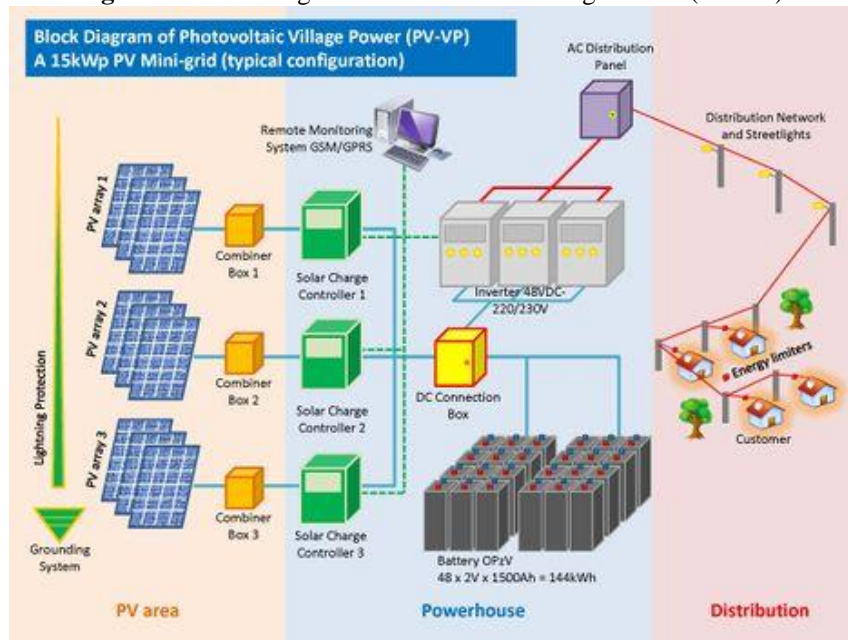 Block Diagram of Photovoltaic Village Power (PV-VP)
A 15kWp PV Mini-grid (typical configuration)
AC Distribution
Panel
Remote Monitoring
System GSM/GPRS
Distribution Network
and Streetlights
PV array 1
Combiner
Box 1
Solar Charge
Controller 1
Inverter 48VDC-
220/230V
PV array 2
Combiner
Box 2
Solar Charge
Controller 2
DC Connection
Box
Energy limiters
Customer
Lightning Protection
PV array 3
Combiner
Box 3
Solar Charge
Controller 3
Grounding
System
Battery OPzV
48 x 2V x 1500Ah = 144kWh
PV area
Powerhouse
Distribution